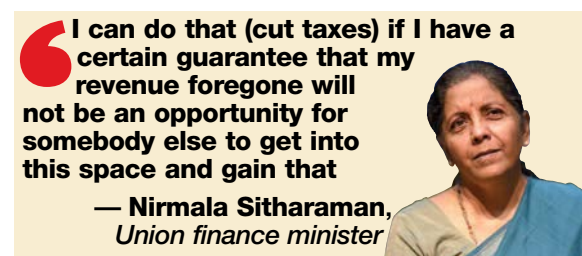 I can do that (cut taxes) if I have a
certain guarantee that my
revenue foregone will
not be an opportunity for
somebody else to get into
this space and gain that
— Nirmala Sitharaman,
Union finance minister